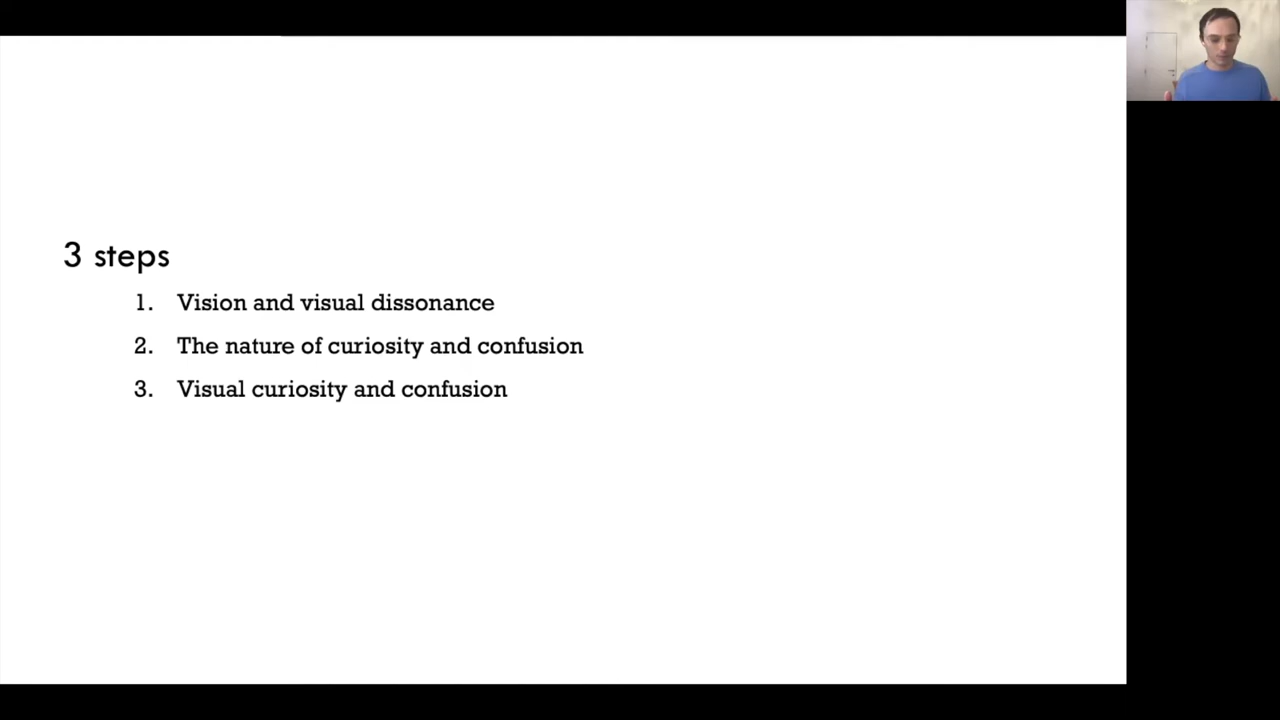 3 steps
1. Vision and visual dissonance
2. The nature of curiosity and confusion
3. Visual curiosity and confusion